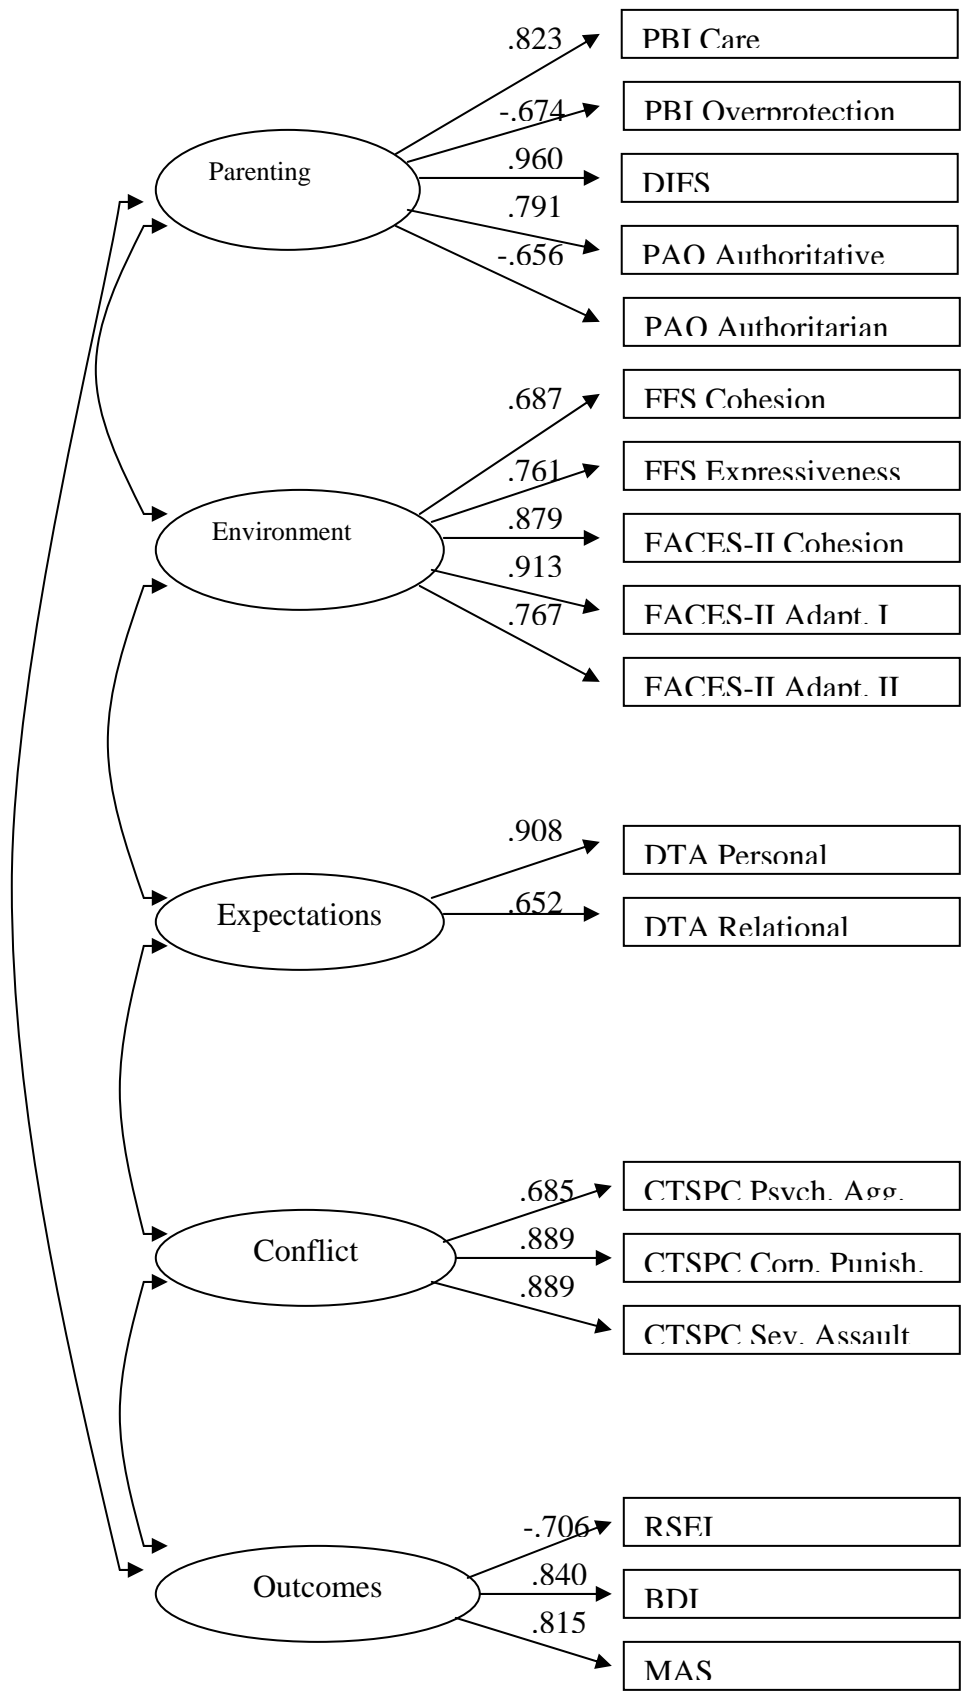 .823
PBI Care
-.674
PBI Overprotection
Parenting
.960
DIFS
.791
PAQ Authoritative
-.656
PAQ Authoritarian
.687
FES Cohesion
.761
FES Expressiveness
Environment
.879
FACES-II Cohesion
.913
FACES-II Adapt. I
.767
FACES-II Adapt. II
.908
DTA Personal
Expectations
.652
DTA Relational
.685
CTSPC Psych. Agg.
Conflict
.889
CTSPC Corp. Punish.
.889
CTSPC Sev. Assault
-.706
RSEI
Outcomes
.840
BDI
.815
MAS